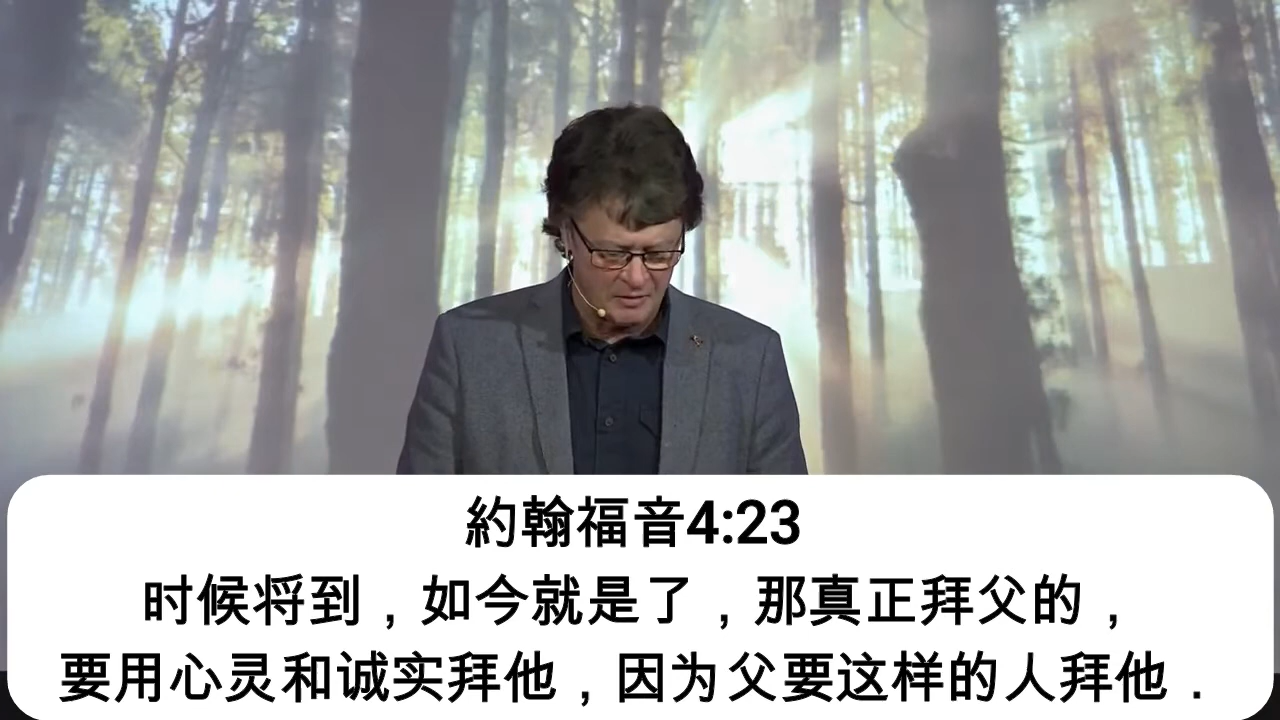 約翰福音4:23
时候将到，如今就是了，那真正拜父的，
要用心灵和诚实拜他，因为父要这样的人拜他．